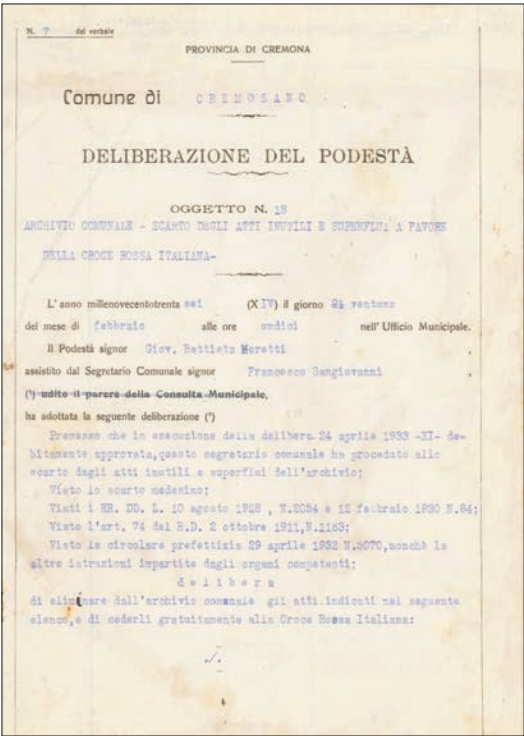 N. 7 del verbale
PROVINCIA DI CREMONA
Comune di CREMOSANO
DELIBERAZIONE DEL PODESTÀ
OGGETTO N. 18
ARCHIVIO COMUNALE - SCARTO DEGLI ATTI INUTILI E SUPERFLUI A FAVORE
DELLA CROCE ROSSA ITALIANA-
L' anno millenovecentotrenta sei (XIV) il giorno 21 ventuno
del mese di febbraio alle ore undici nell' Ufficio Municipale.
Il Podestà signor Giov. Battista Moretti
assistito dal Segretario Comunale signor Francesco Sangiovanni
(¹) udito il parere della Consulta Municipale,
ha adottata la seguente deliberazione (²)
Premesso che in esecuzione della delibera 24 aprile 1933 -XI- de-
bitamente approvata, questo segretario comunale ha proceduto allo
scarto degli atti inutili e superflui dell'archivio;
Visto lo scarto medesimo;
Visti i RR. DD. L. 10 agosto 1928 , N.2034 e 12 febbraio 1930 N.84;
Visto l'art. 74 del R.D. 2 ottobre 1911, N.1163;
Vista la circolare prefettizia 29 aprile 1932 N.5070, nonchè le
altre istruzioni impartite dagli organi competenti;
delibera
di eliminare dall'archivio comunale gli atti indicati nel seguente
elenco, e di cederli gratuitamente alla Croce Rossa Italiana:
./.